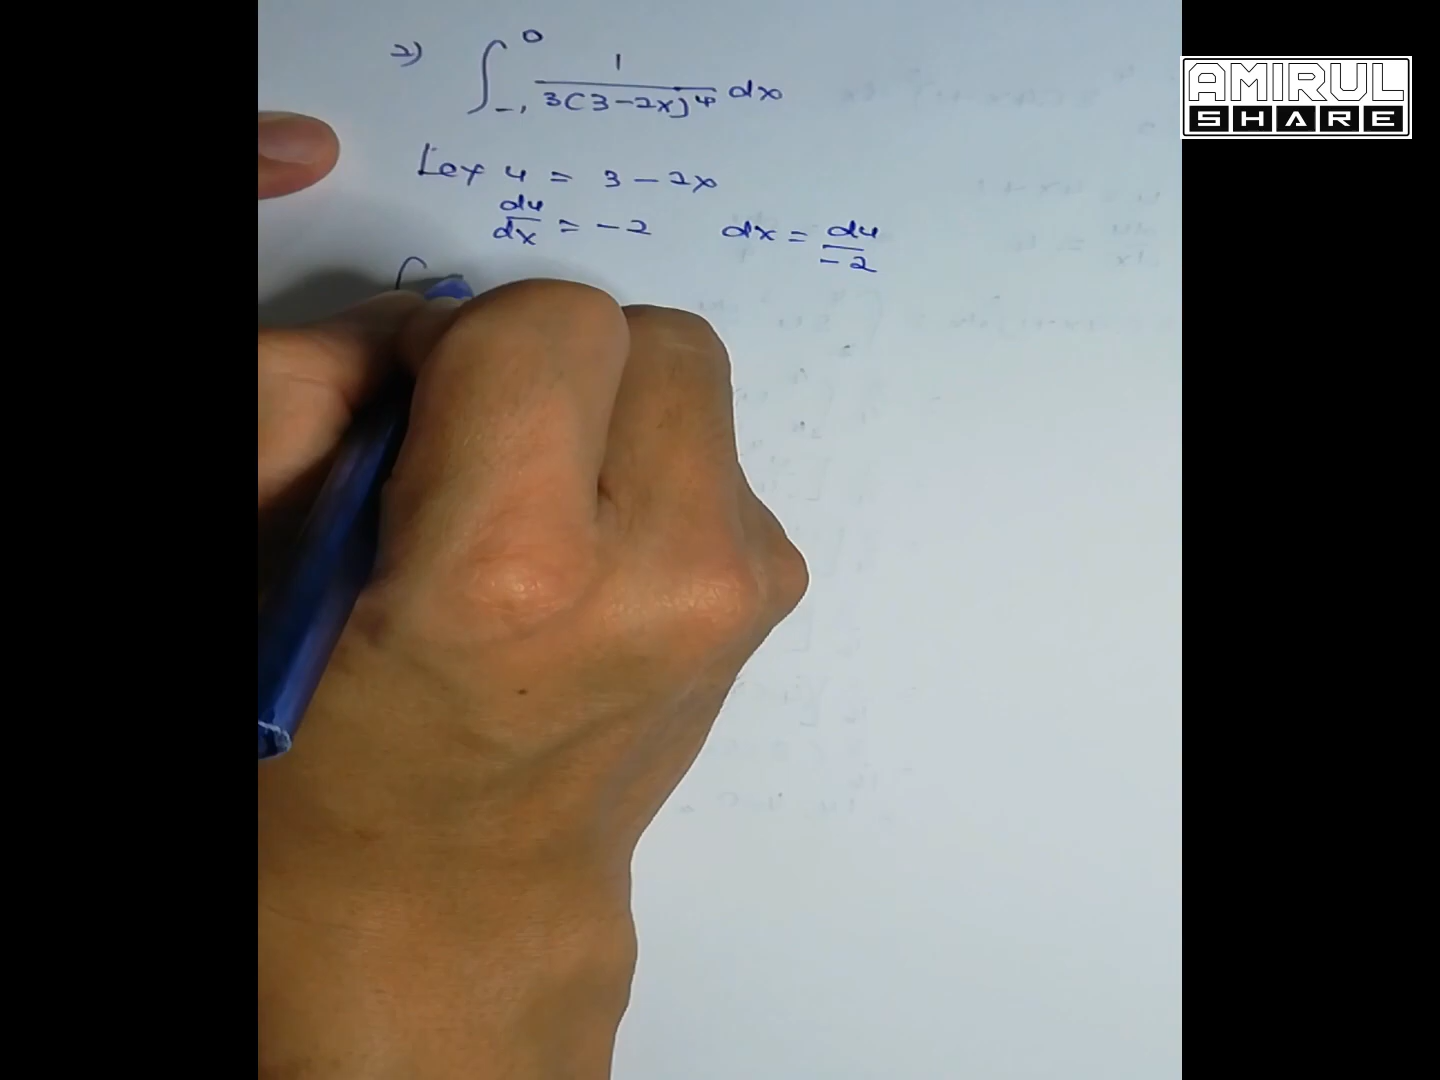 2) ∫₋₁⁰ 1/(3(3-2x)⁴) dx
Let u = 3 - 2x
du/dx = -2    dx = du/-2
∫
AMIRUL
SHARE